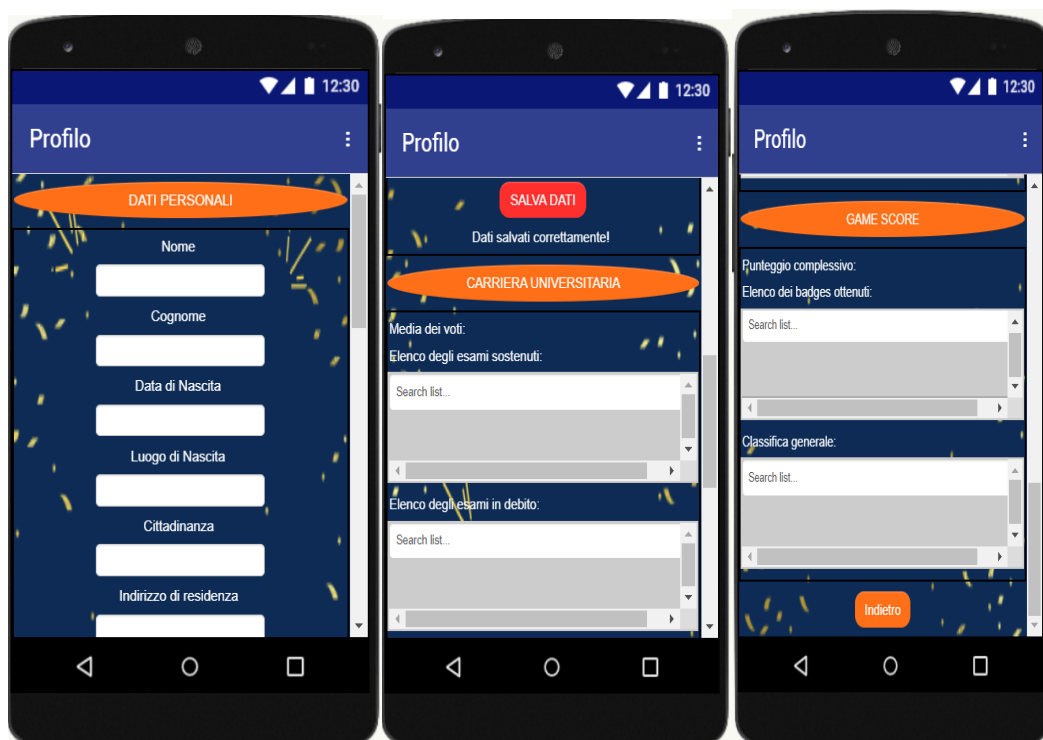 12:30
Profilo
DATI PERSONALI
Nome
Cognome
Data di Nascita
Luogo di Nascita
Cittadinanza
Indirizzo di residenza
12:30
Profilo
SALVA DATI
Dati salvati correttamente!
CARRIERA UNIVERSITARIA
Media dei voti:
Elenco degli esami sostenuti:
Search list...
Elenco degli esami in debito:
Search list...
12:30
Profilo
GAME SCORE
Punteggio complessivo:
Elenco dei badges ottenuti:
Search list...
Classifica generale:
Search list...
Indietro